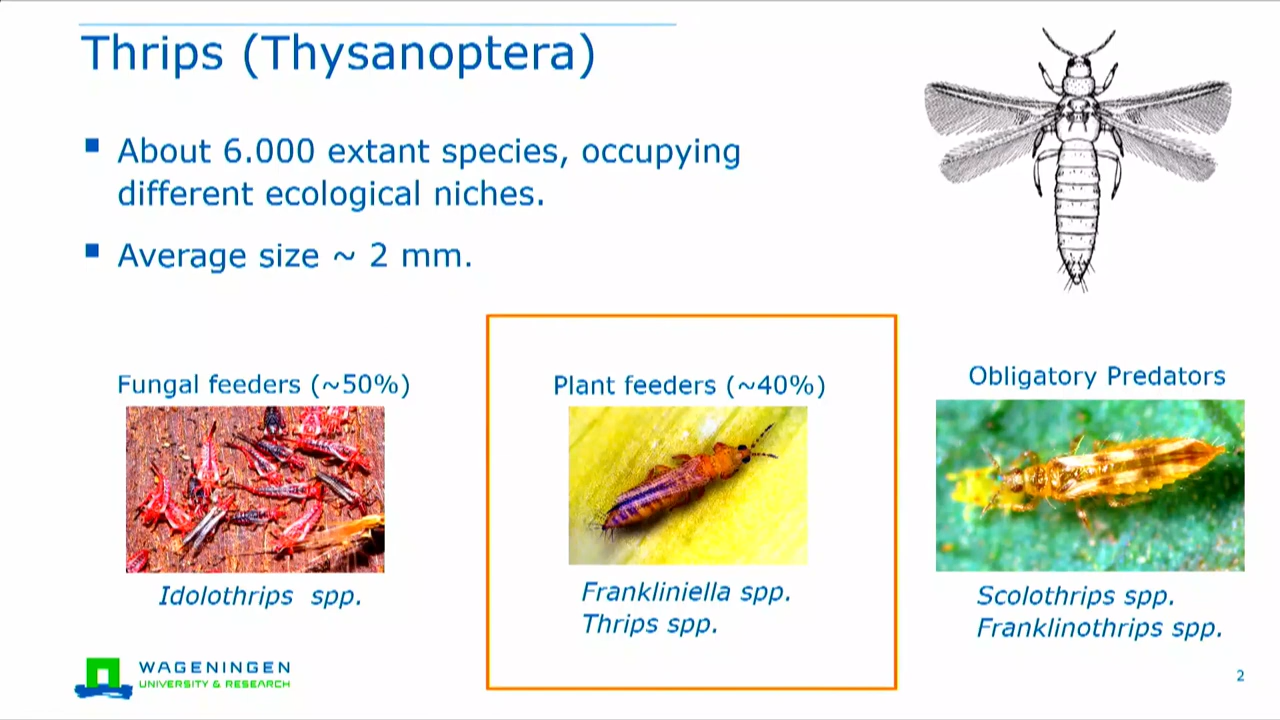 Thrips (Thysanoptera)
About 6.000 extant species, occupying
different ecological niches.
Average size ~ 2 mm.
Fungal feeders (~50%)
Plant feeders (~40%)
Obligatory Predators
Idolothrips spp.
Frankliniella spp.
Thrips spp.
Scolothrips spp.
Franklinothrips spp.
WAGENINGEN
UNIVERSITY & RESEARCH
2